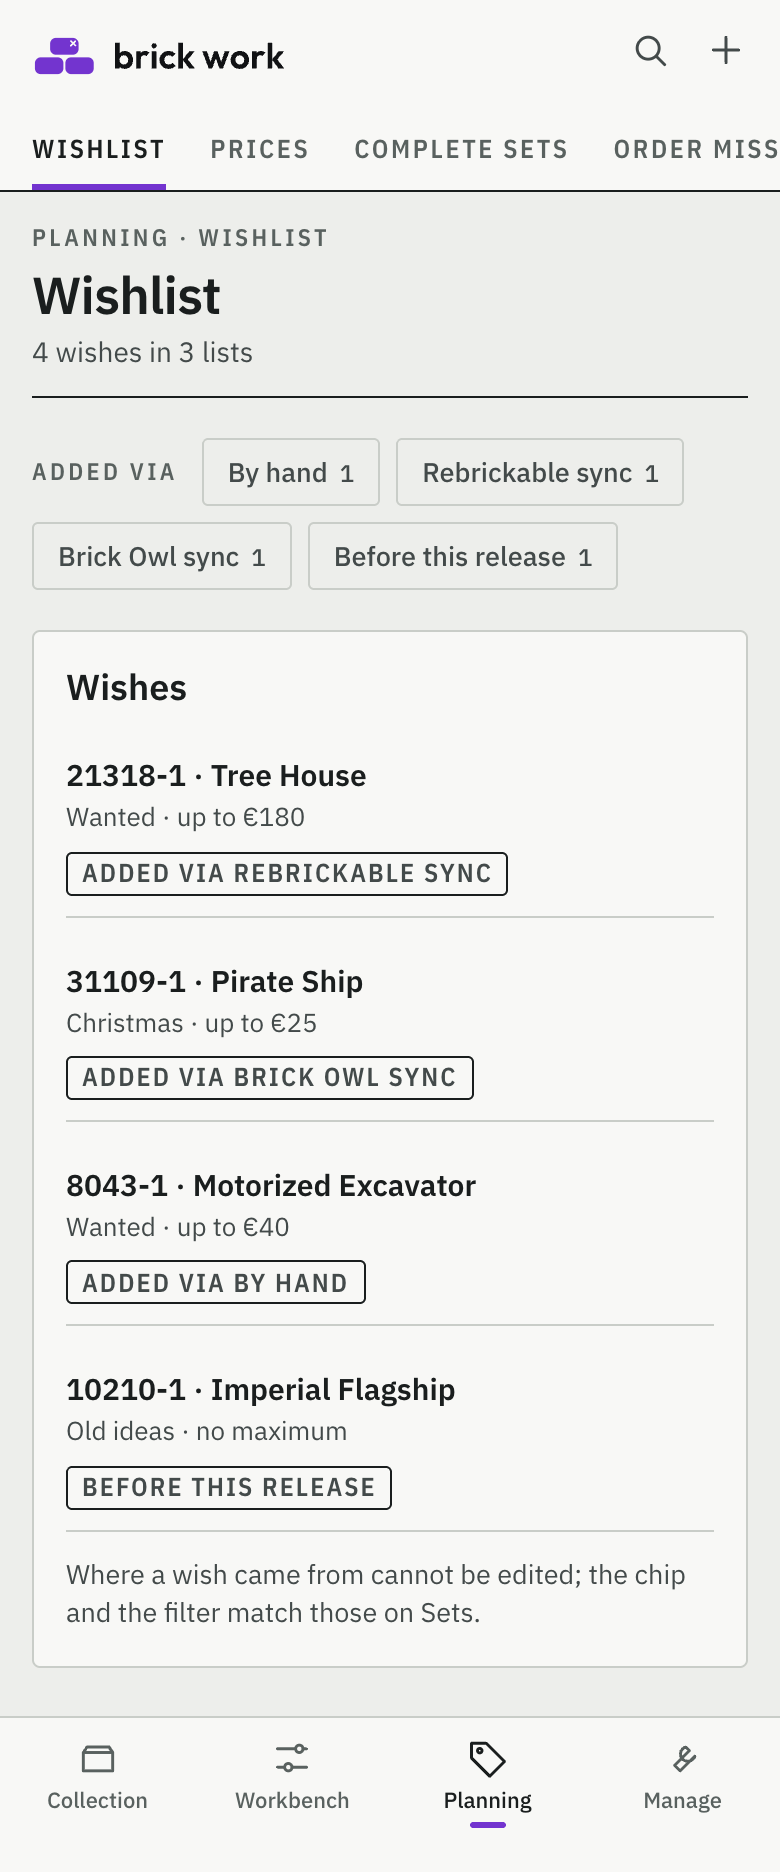 brick work
WISHLIST PRICES COMPLETE SETS ORDER MISS
PLANNING · WISHLIST
Wishlist
4 wishes in 3 lists
ADDED VIA By hand 1 Rebrickable sync 1
Brick Owl sync 1 Before this release 1
Wishes
21318-1 · Tree House
Wanted · up to €180
ADDED VIA REBRICKABLE SYNC
31109-1 · Pirate Ship
Christmas · up to €25
ADDED VIA BRICK OWL SYNC
8043-1 · Motorized Excavator
Wanted · up to €40
ADDED VIA BY HAND
10210-1 · Imperial Flagship
Old ideas · no maximum
BEFORE THIS RELEASE
Where a wish came from cannot be edited; the chip
and the filter match those on Sets.
Collection Workbench Planning Manage